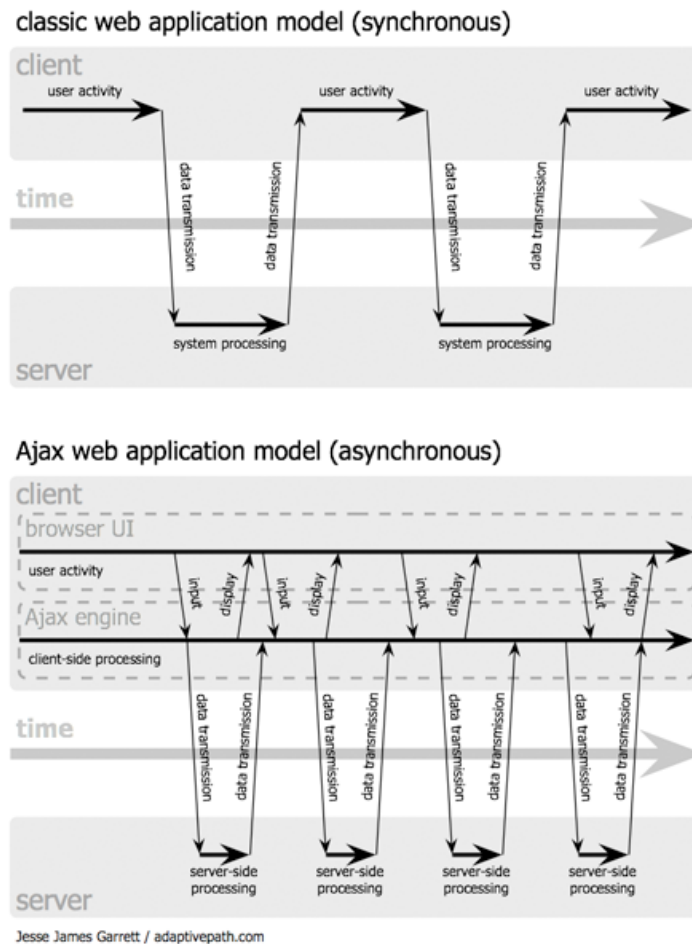 classic web application model (synchronous)
client
user activity
user activity
user activity
data transmission
data transmission
data transmission
data transmission
time
system processing
system processing
server
Ajax web application model (asynchronous)
client
browser UI
user activity
input
display
input
display
input
display
input
display
Ajax engine
client-side processing
data transmission
data transmission
data transmission
data transmission
data transmission
data transmission
data transmission
data transmission
time
server-side
processing
server-side
processing
server-side
processing
server-side
processing
server
Jesse James Garrett / adaptivepath.com